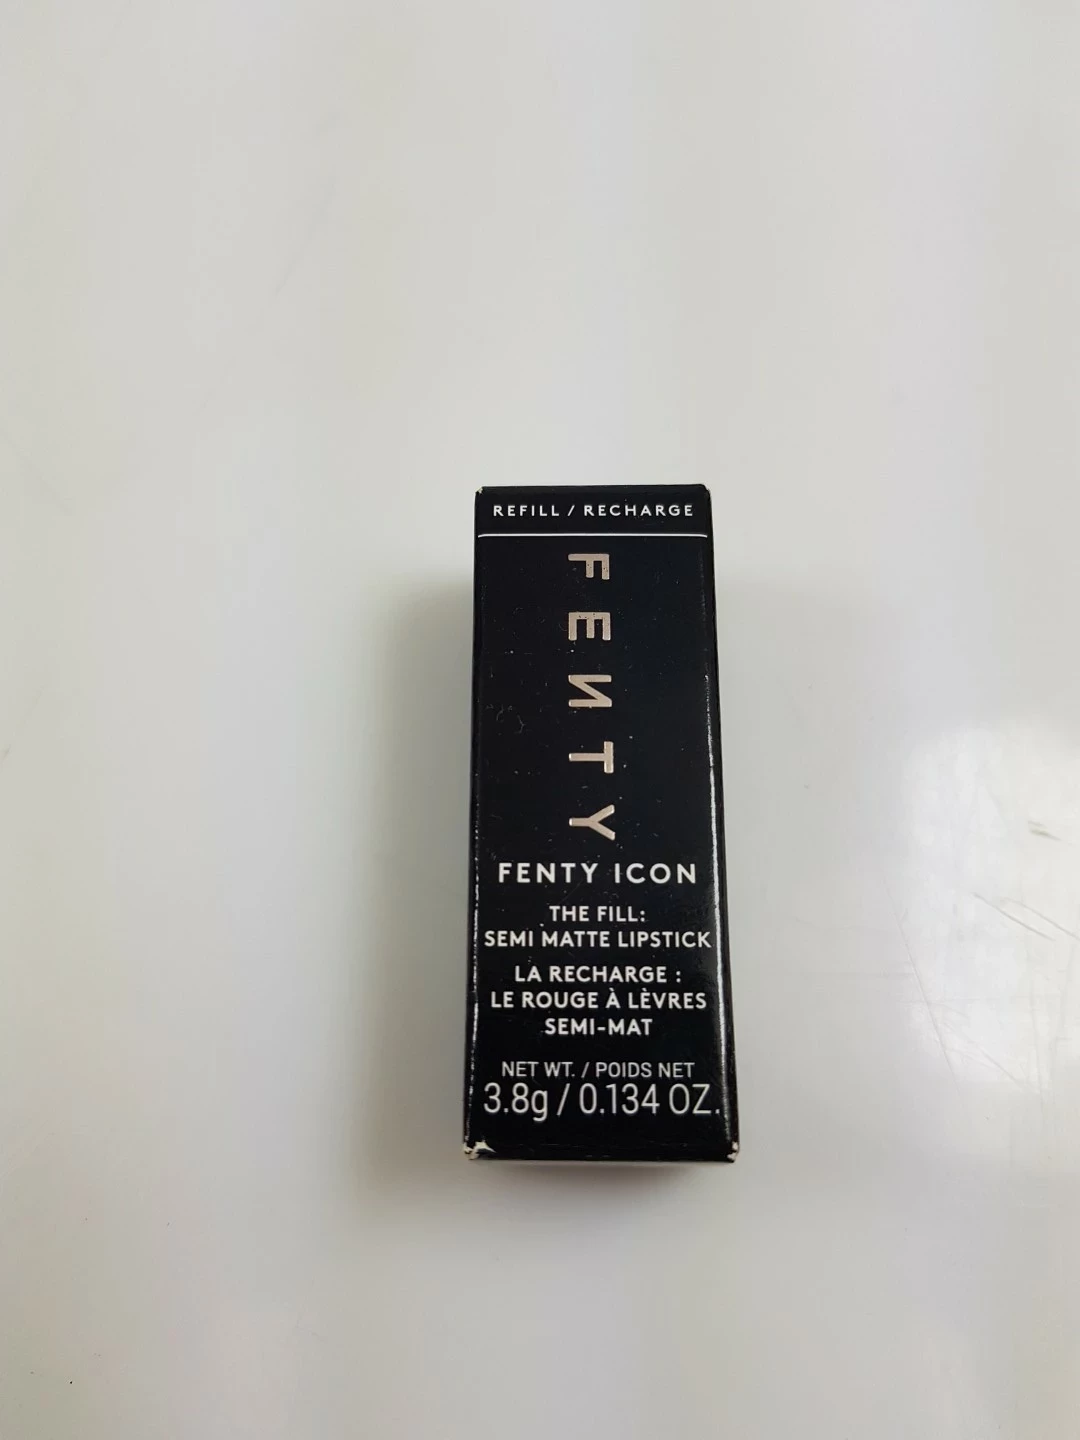 REFILL / RECHARGE
FENTY
FENTY ICON
THE FILL:
SEMI MATTE LIPSTICK
LA RECHARGE :
LE ROUGE À LÈVRES
SEMI-MAT
NET WT. / POIDS NET
3.8g / 0.134 OZ.